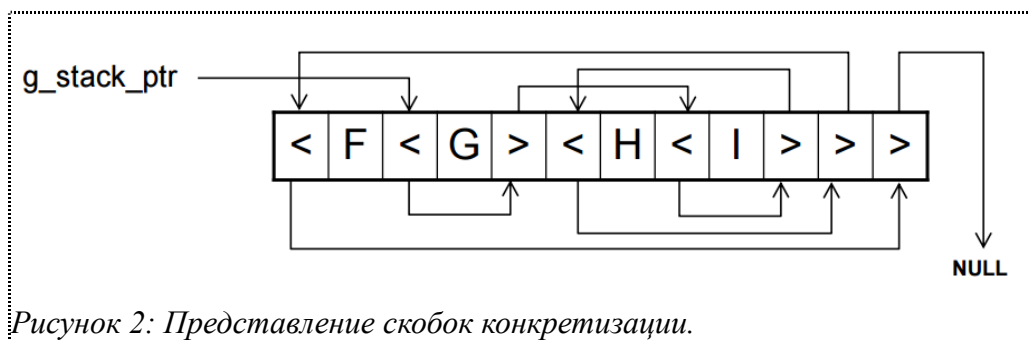 g_stack_ptr
< F < G > < H < I > > >
NULL
Рисунок 2: Представление скобок конкретизации.